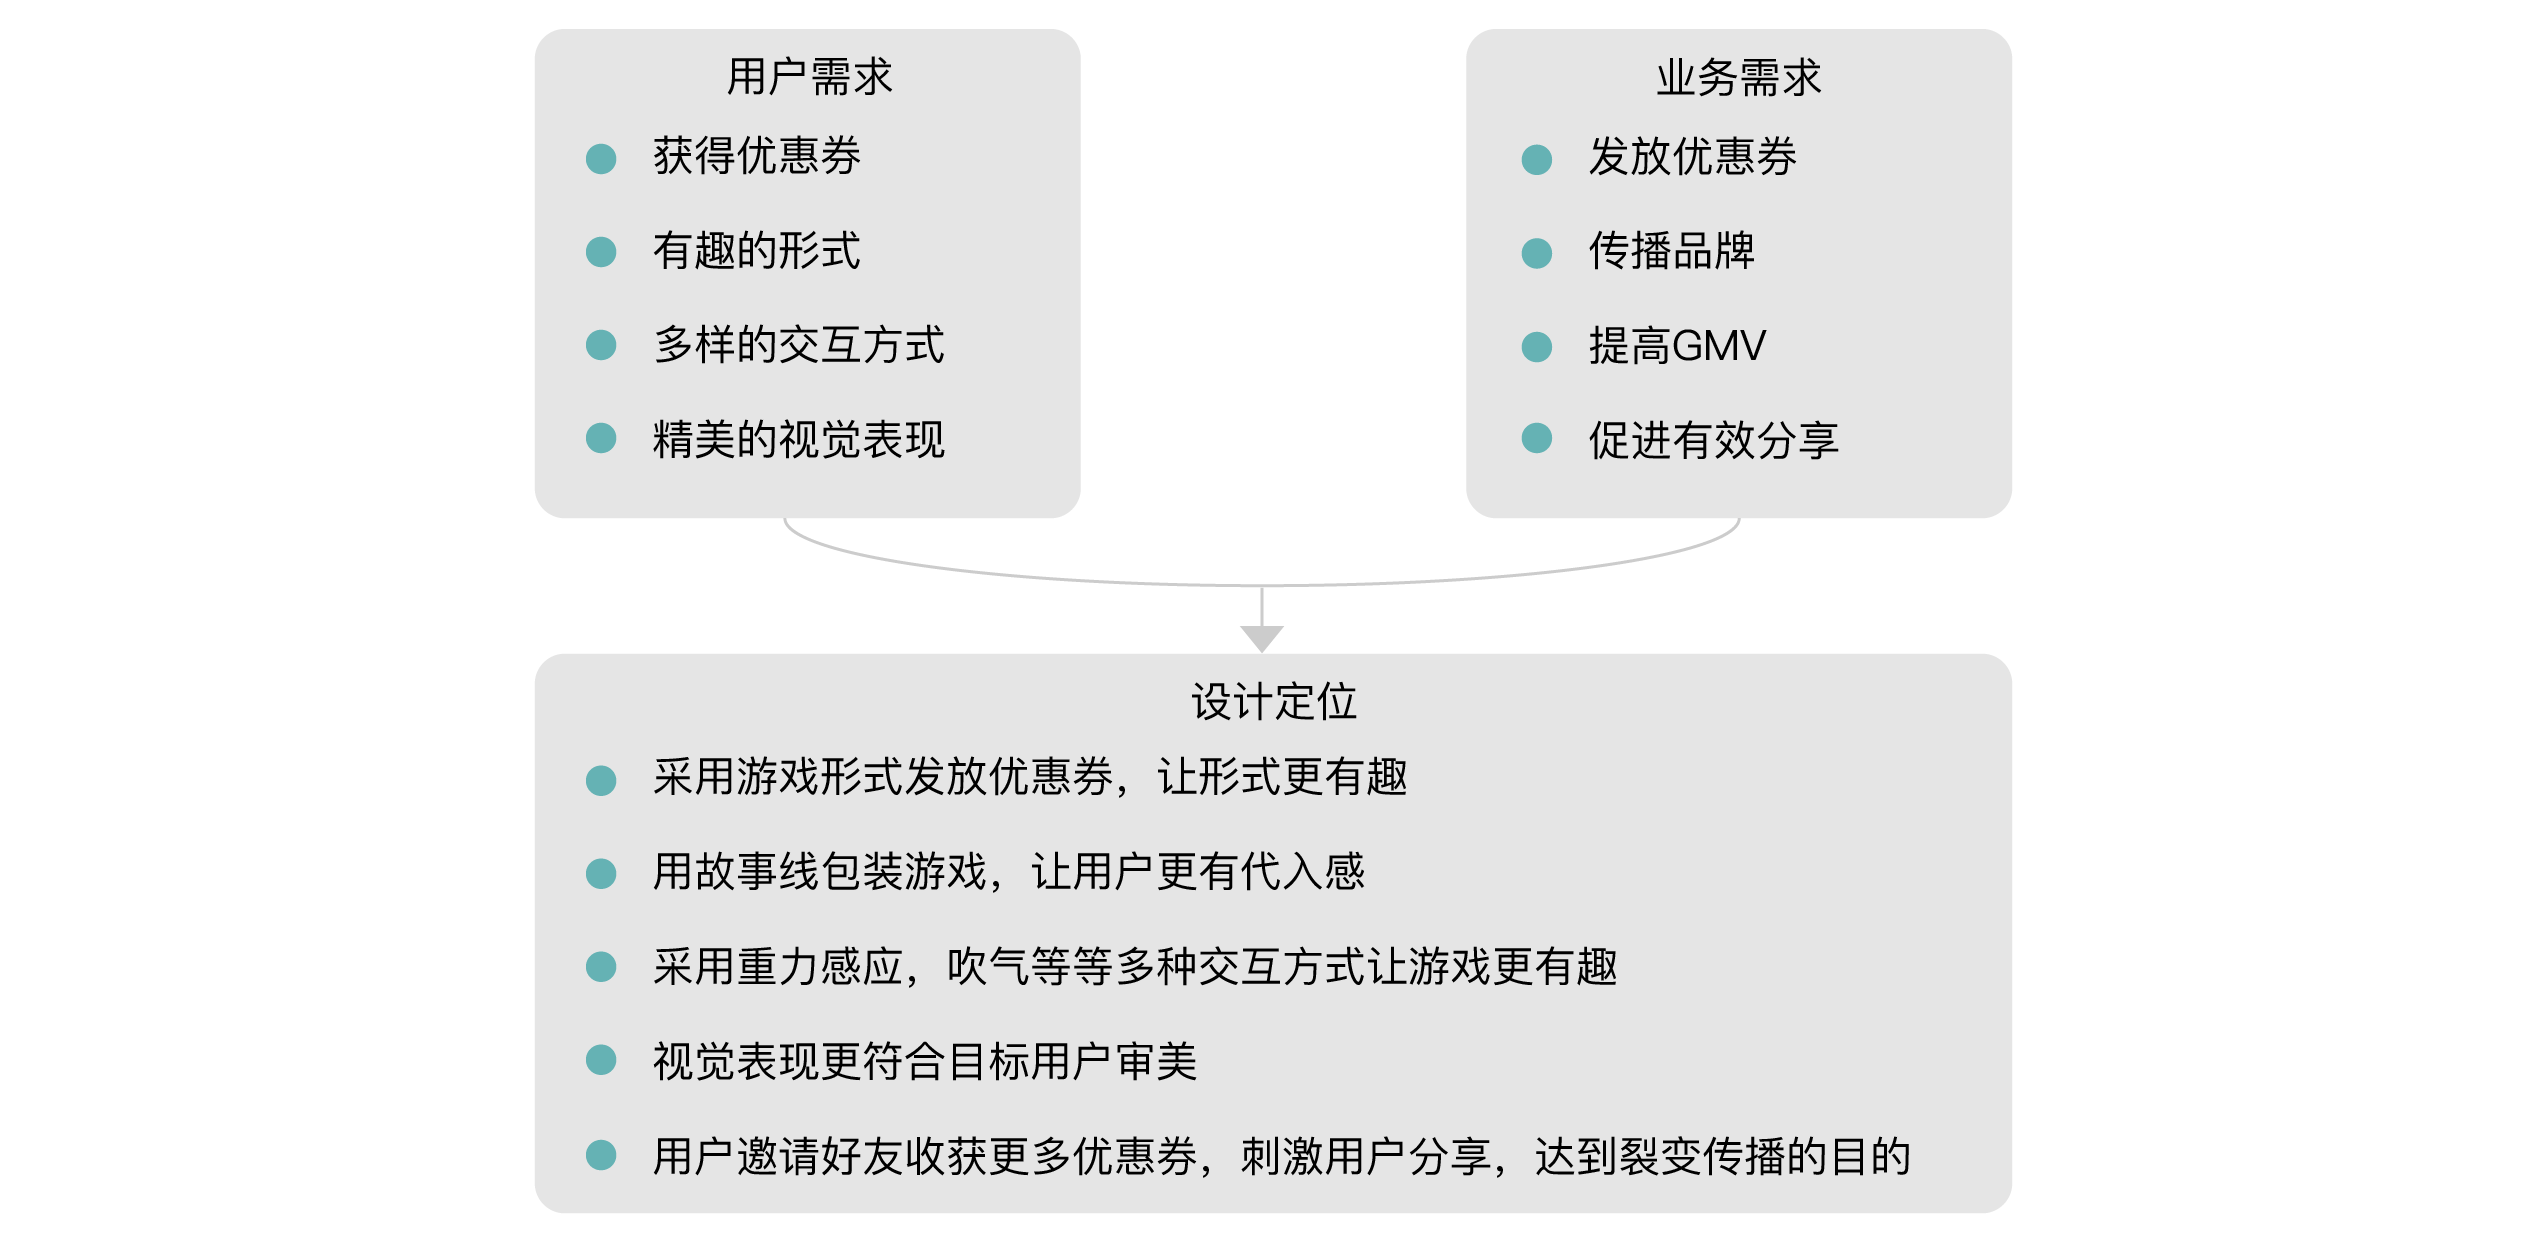 用户需求
获得优惠券
有趣的形式
多样的交互方式
精美的视觉表现
业务需求
发放优惠券
传播品牌
提高GMV
促进有效分享
设计定位
采用游戏形式发放优惠券，让形式更有趣
用故事线包装游戏，让用户更有代入感
采用重力感应，吹气等等多种交互方式让游戏更有趣
视觉表现更符合目标用户审美
用户邀请好友收获更多优惠券，刺激用户分享，达到裂变传播的目的